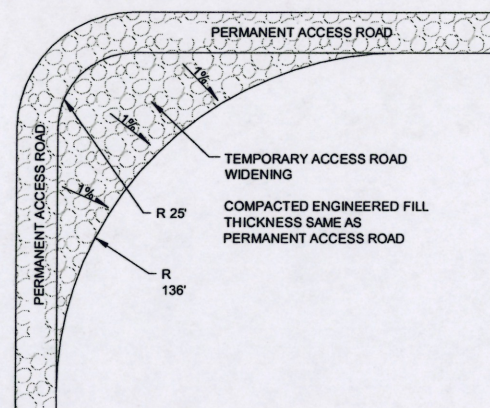 PERMANENT ACCESS ROAD
1%
1%
1%
PERMANENT ACCESS ROAD
TEMPORARY ACCESS ROAD
WIDENING
COMPACTED ENGINEERED FILL
THICKNESS SAME AS
PERMANENT ACCESS ROAD
R 25'
R
136'